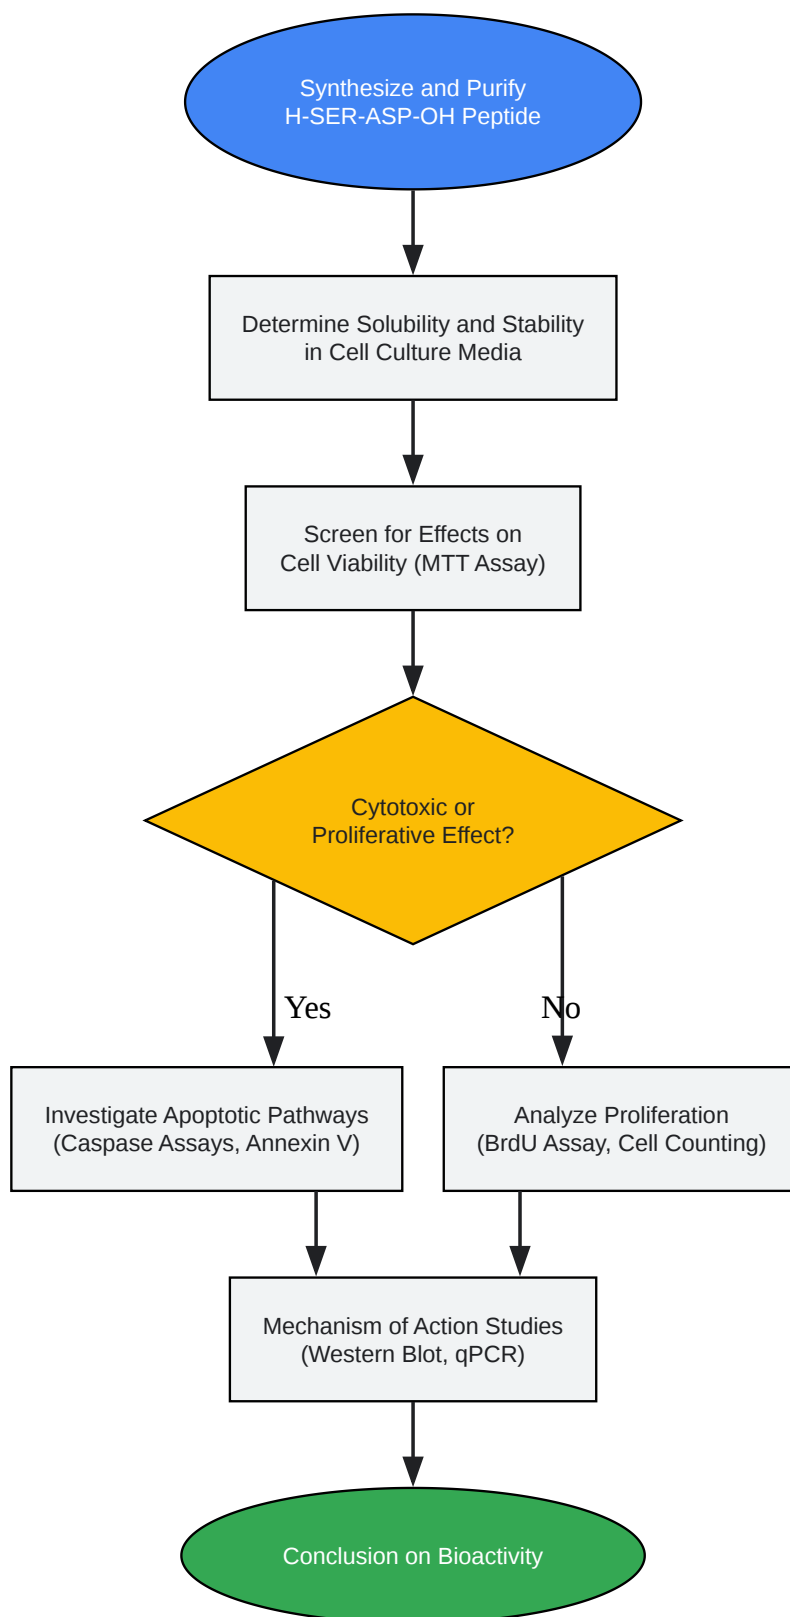 Synthesize and Purify
H-SER-ASP-OH Peptide
Determine Solubility and Stability
in Cell Culture Media
Screen for Effects on
Cell Viability (MTT Assay)
Cytotoxic or
Proliferative Effect?
Yes
No
Investigate Apoptotic Pathways
(Caspase Assays, Annexin V)
Analyze Proliferation
(BrdU Assay, Cell Counting)
Mechanism of Action Studies
(Western Blot, qPCR)
Conclusion on Bioactivity